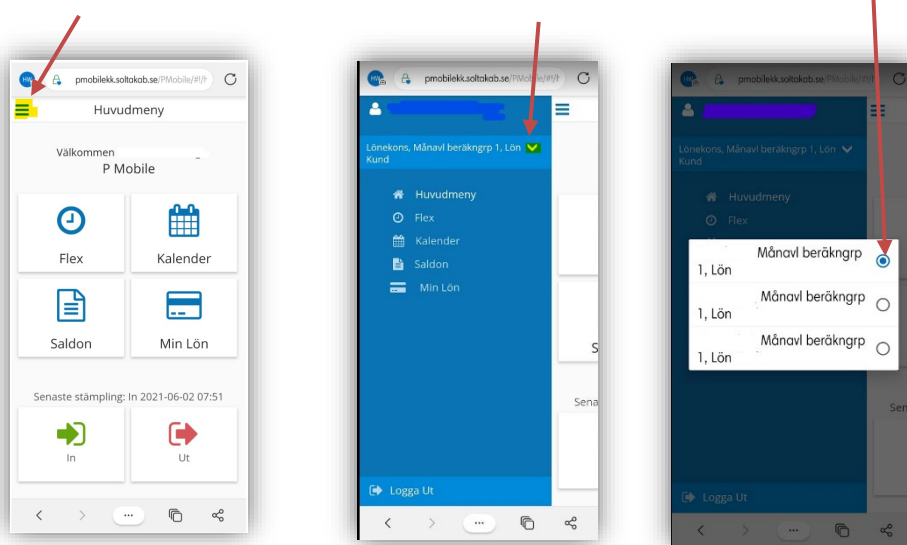 HW
pmobilekk.soltakab.se/PMobile/#!/
Huvudmeny
Välkommen
P Mobile
Flex
Kalender
Saldon
Min Lön
Senaste stämpling: In 2021-06-02 07:51
In
Ut
pmobilekk.soltakab.se/PMobile/#!/
Lönekons, Månavl beräkngrp 1, Lön
Kund
Huvudmeny
Flex
Kalender
Saldon
Min Lön
S
Sena
Logga Ut
pmobilekk.soltakab.se/PMobile/#!/
Lönekons, Månavl beräkngrp 1, Lön
Kund
Huvudmeny
Flex
Månavl beräkngrp
1, Lön
Månavl beräkngrp
1, Lön
Månavl beräkngrp
1, Lön
Sen
Logga Ut